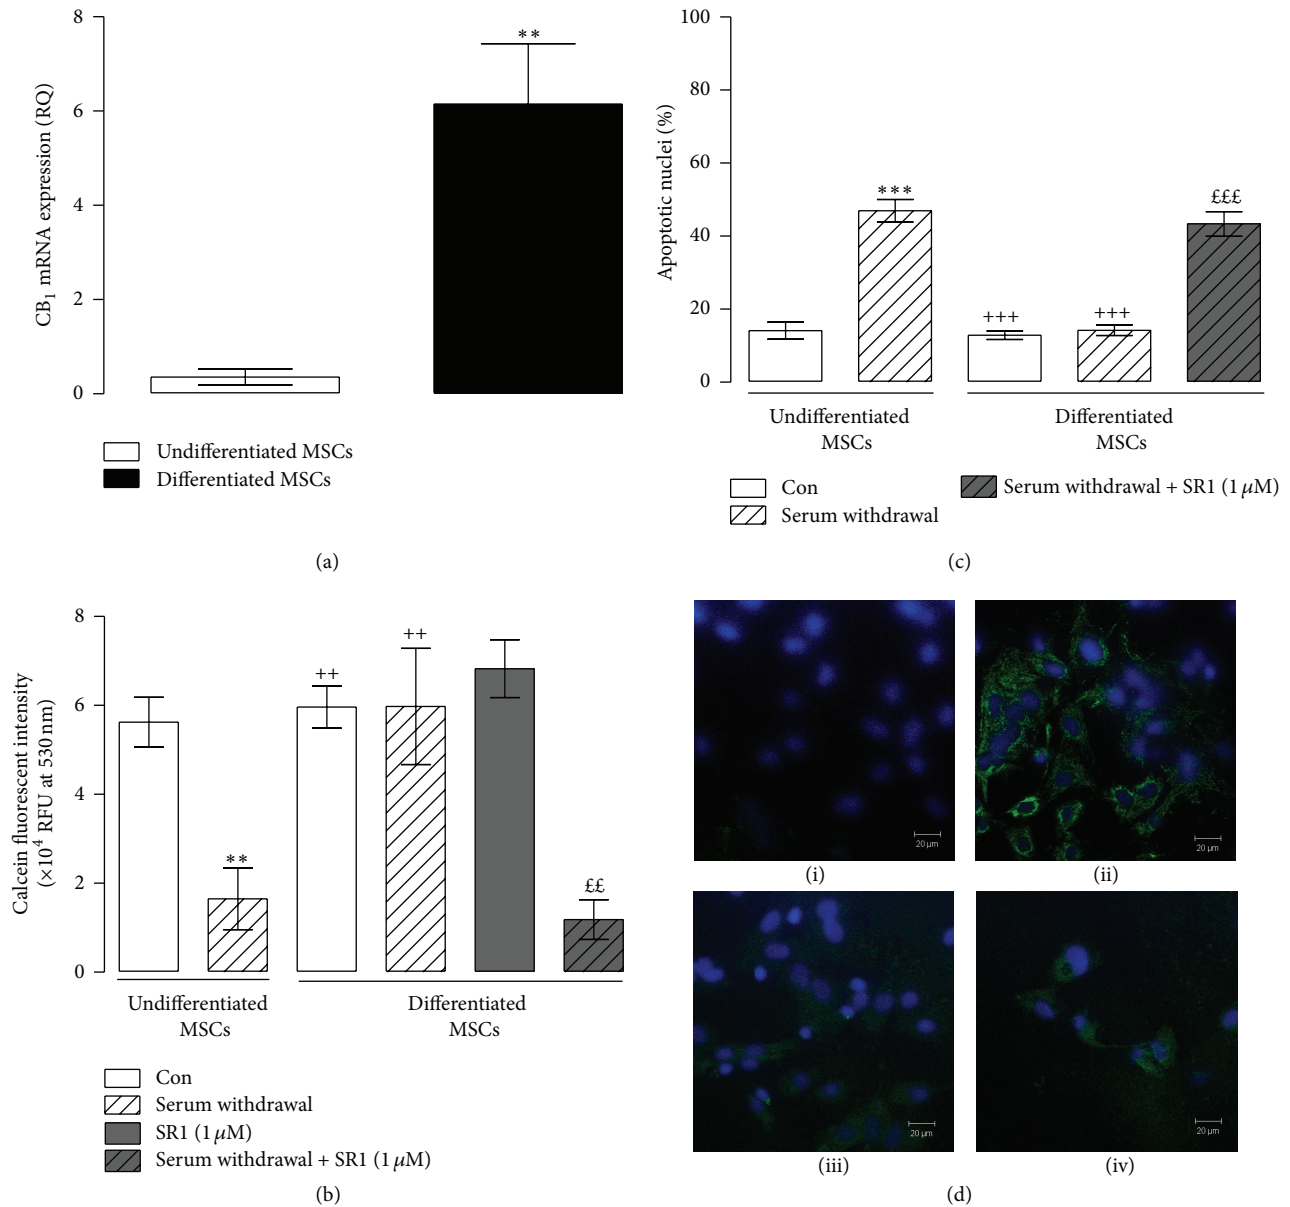 8
6
4
2
0
CB₁ mRNA expression (RQ)
**
Undifferentiated MSCs
Differentiated MSCs
(a)
100
80
60
40
20
0
Apoptotic nuclei (%)
***
+++
+++
£££
Undifferentiated
MSCs
Differentiated
MSCs
Con
Serum withdrawal
Serum withdrawal + SR1 (1 μM)
(c)
8
6
4
2
0
Calcein fluorescent intensity
(×10⁴ RFU at 530 nm)
**
++
++
££
Undifferentiated
MSCs
Differentiated
MSCs
Con
Serum withdrawal
SR1 (1 μM)
Serum withdrawal + SR1 (1 μM)
(b)
20 μm
(i)
20 μm
(ii)
20 μm
(iii)
20 μm
(iv)
(d)